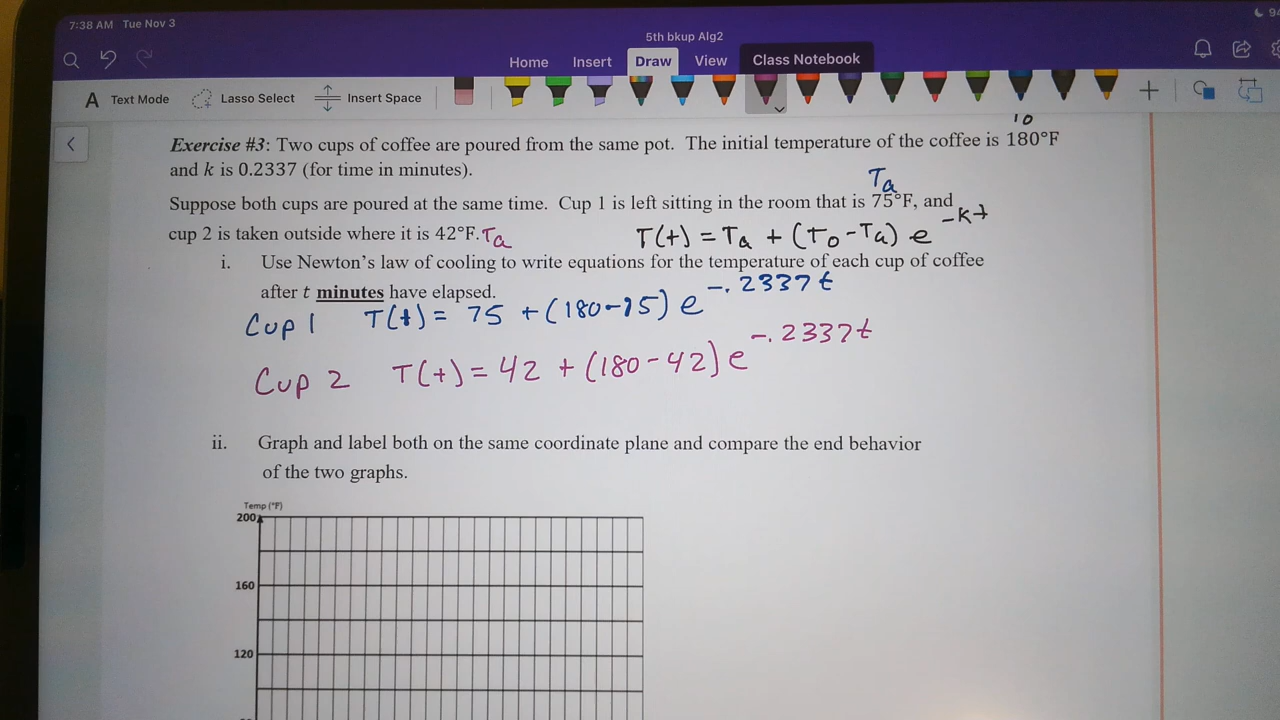 7:38 AM Tue Nov 3
5th bkup Alg2
Home Insert Draw View Class Notebook
A Text Mode Lasso Select Insert Space
Exercise #3: Two cups of coffee are poured from the same pot. The initial temperature of the coffee is 180°F
and k is 0.2337 (for time in minutes).
Ta
Suppose both cups are poured at the same time. Cup 1 is left sitting in the room that is 75°F, and
cup 2 is taken outside where it is 42°F. Ta T(t) = Ta + (To - Ta) e^-kt
i. Use Newton's law of cooling to write equations for the temperature of each cup of coffee
after t minutes have elapsed.
Cup 1 T(t) = 75 + (180-75) e^-.2337t
Cup 2 T(t) = 42 + (180-42) e^-.2337t
ii. Graph and label both on the same coordinate plane and compare the end behavior
of the two graphs.
Temp (°F)
200
160
120